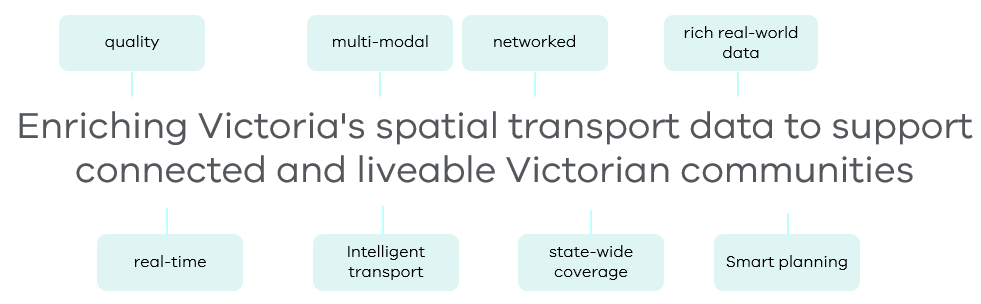 quality
multi-modal
networked
rich real-world
data
Enriching Victoria's spatial transport data to support
connected and liveable Victorian communities
real-time
Intelligent
transport
state-wide
coverage
Smart planning